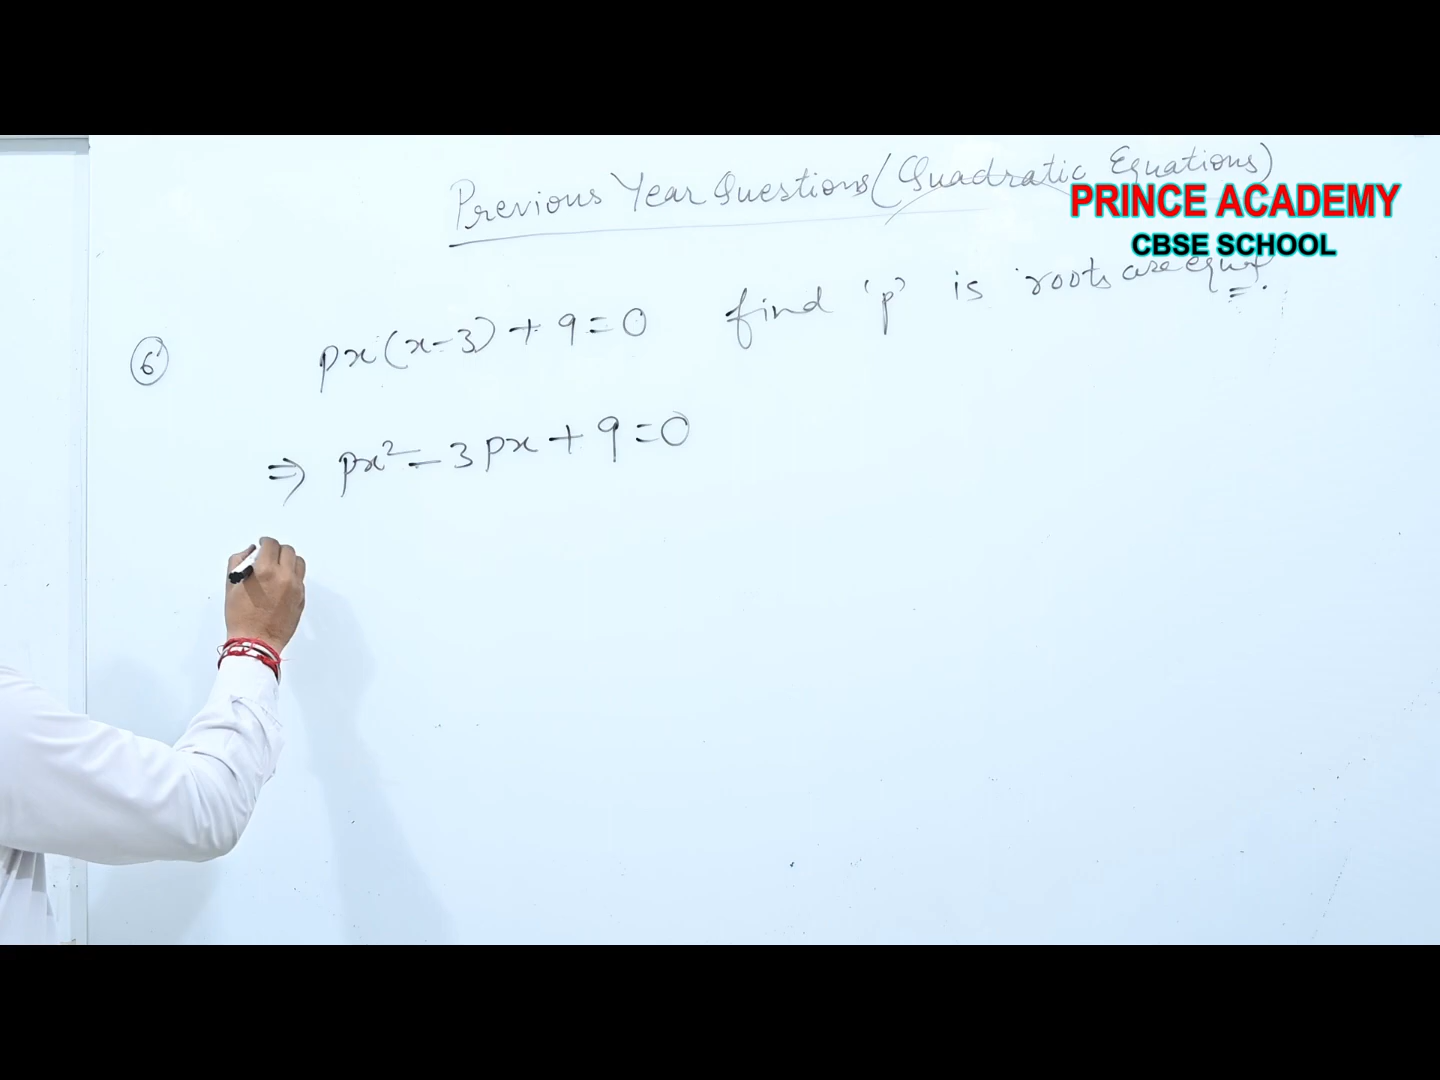 Previous Year Questions (Quadratic Equations)
PRINCE ACADEMY
CBSE SCHOOL
6 px(x-3) + 9 = 0 find 'p' is roots are
⇒ px² - 3px + 9 = 0